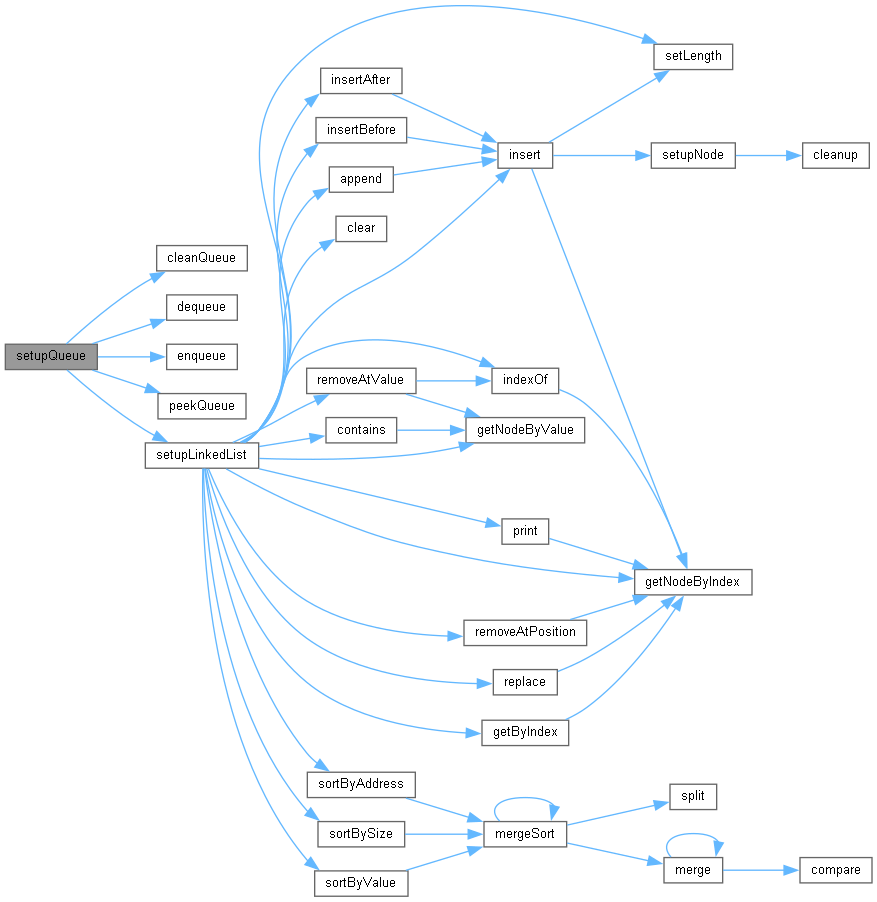 setLength
insertAfter
insertBefore
insert
setupNode
cleanup
append
clear
cleanQueue
dequeue
setupQueue
enqueue
removeAtValue
indexOf
peekQueue
contains
getNodeByValue
setupLinkedList
print
getNodeByIndex
removeAtPosition
replace
getByIndex
sortByAddress
split
sortBySize
mergeSort
merge
compare
sortByValue